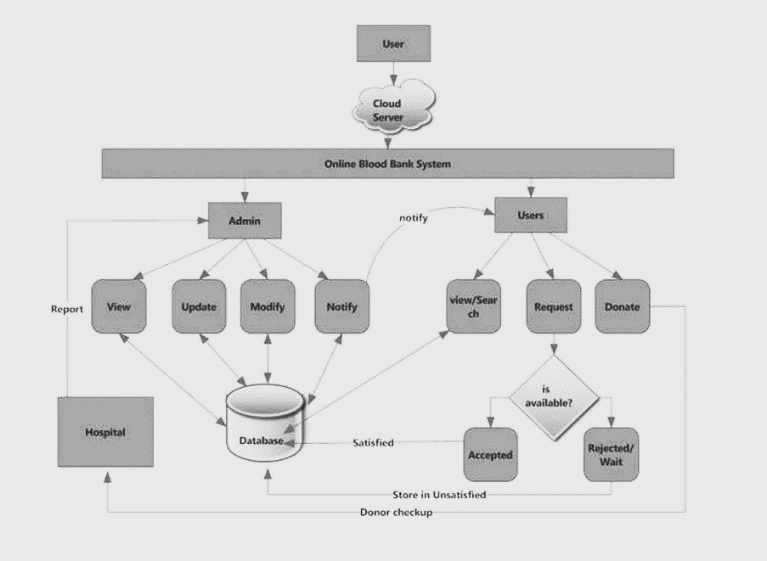 User
Cloud
Server
Online Blood Bank System
Admin
notify
Users
Report
View
Update
Modify
Notify
view/Sear
ch
Request
Donate
is
available?
Hospital
Database
Satisfied
Accepted
Rejected/
Wait
Store in Unsatisfied
Donor checkup